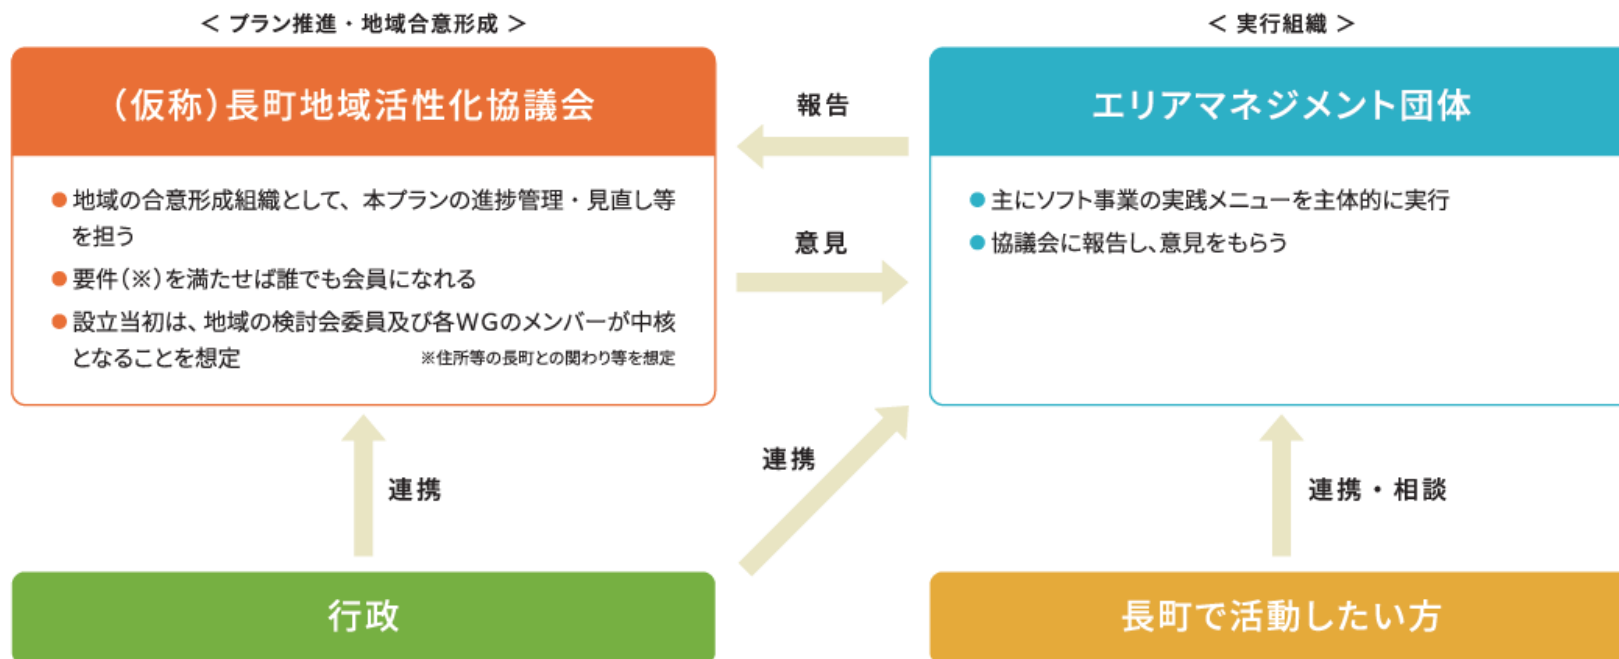 ＜ プラン推進・地域合意形成 ＞
（仮称）長町地域活性化協議会
● 地域の合意形成組織として、本プランの進捗管理・見直し等
を担う
● 要件（※）を満たせば誰でも会員になれる
● 設立当初は、地域の検討会委員及び各WGのメンバーが中核
となることを想定
※住所等の長町との関わり等を想定
報告
意見
＜ 実行組織 ＞
エリアマネジメント団体
● 主にソフト事業の実践メニューを主体的に実行
● 協議会に報告し、意見をもらう
連携
連携
連携・相談
行政
長町で活動したい方